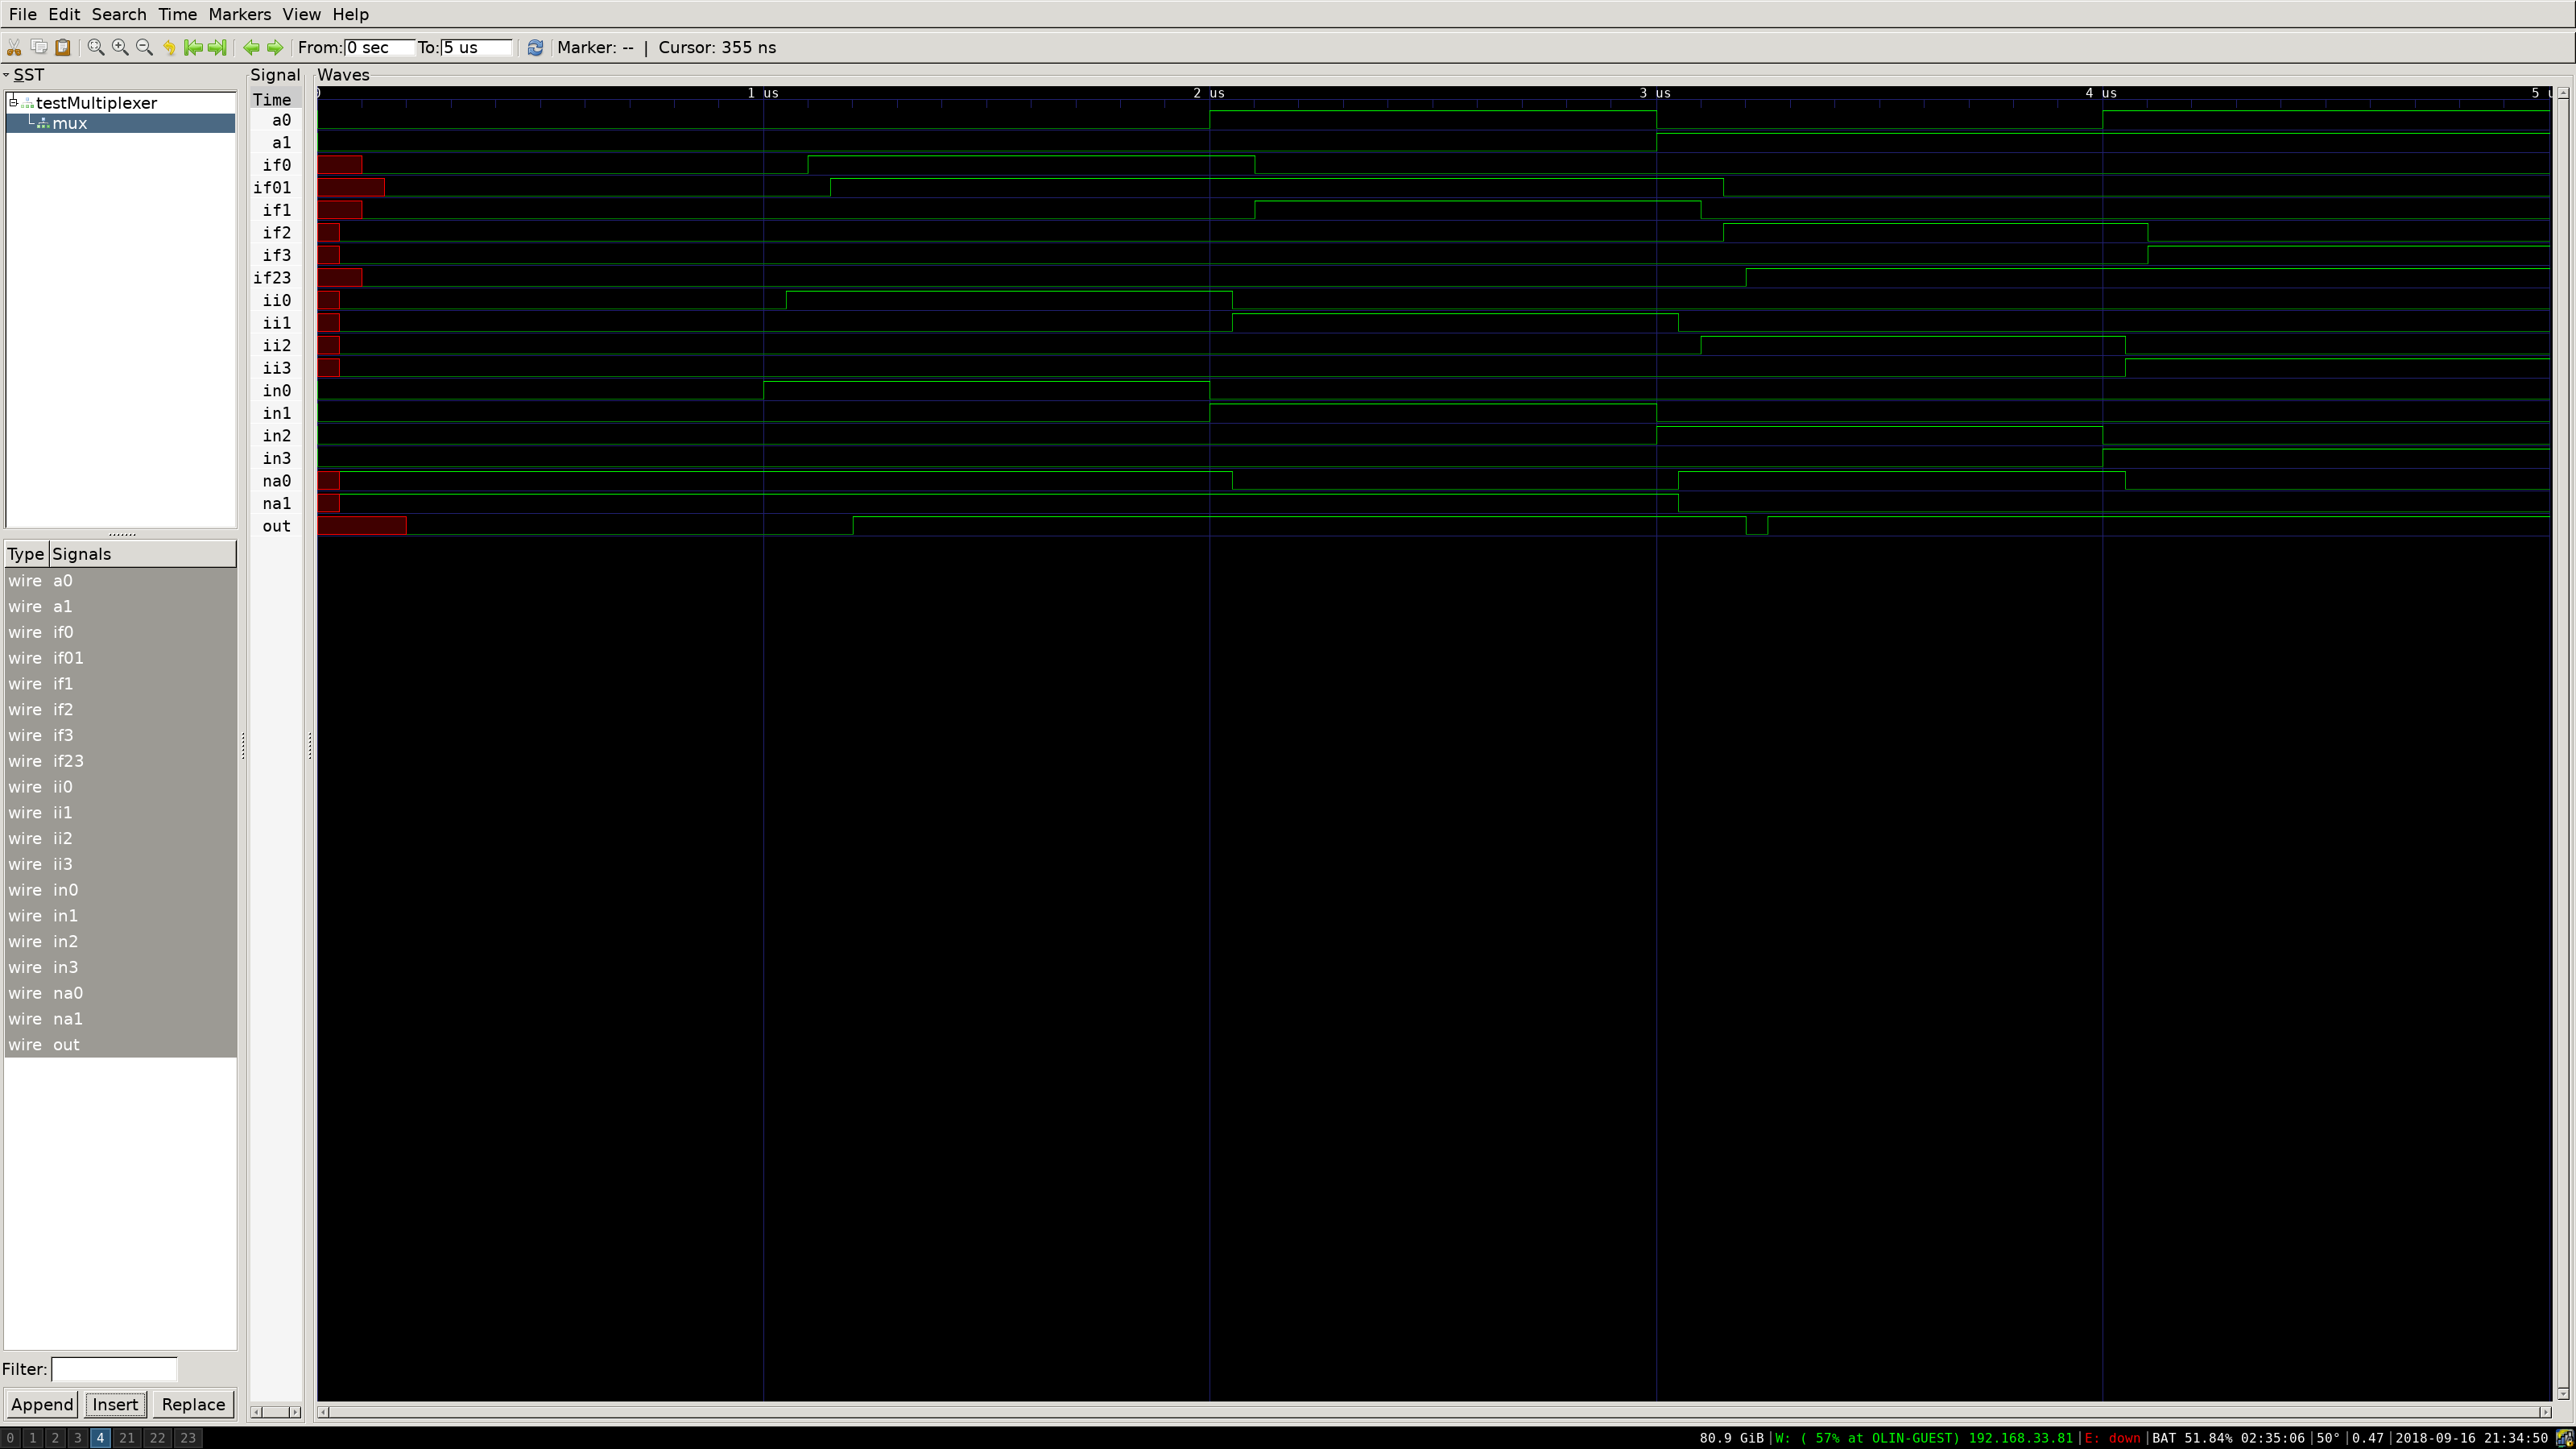 File Edit Search Time Markers View Help
From: 0 sec To: 5 us Marker: -- | Cursor: 355 ns
SST
testMultiplexer
mux
Type Signals
wire a0
wire a1
wire if0
wire if01
wire if1
wire if2
wire if3
wire if23
wire ii0
wire ii1
wire ii2
wire ii3
wire in0
wire in1
wire in2
wire in3
wire na0
wire na1
wire out
Filter:
Append Insert Replace
Signal
Time
a0
a1
if0
if01
if1
if2
if3
if23
ii0
ii1
ii2
ii3
in0
in1
in2
in3
na0
na1
out
Waves
0 1 us 2 us 3 us 4 us 5 u
0 1 2 3 4 21 22 23
80.9 GiB|W: ( 57% at OLIN-GUEST) 192.168.33.81|E: down|BAT 51.84% 02:35:06|50°|0.47|2018-09-16 21:34:50